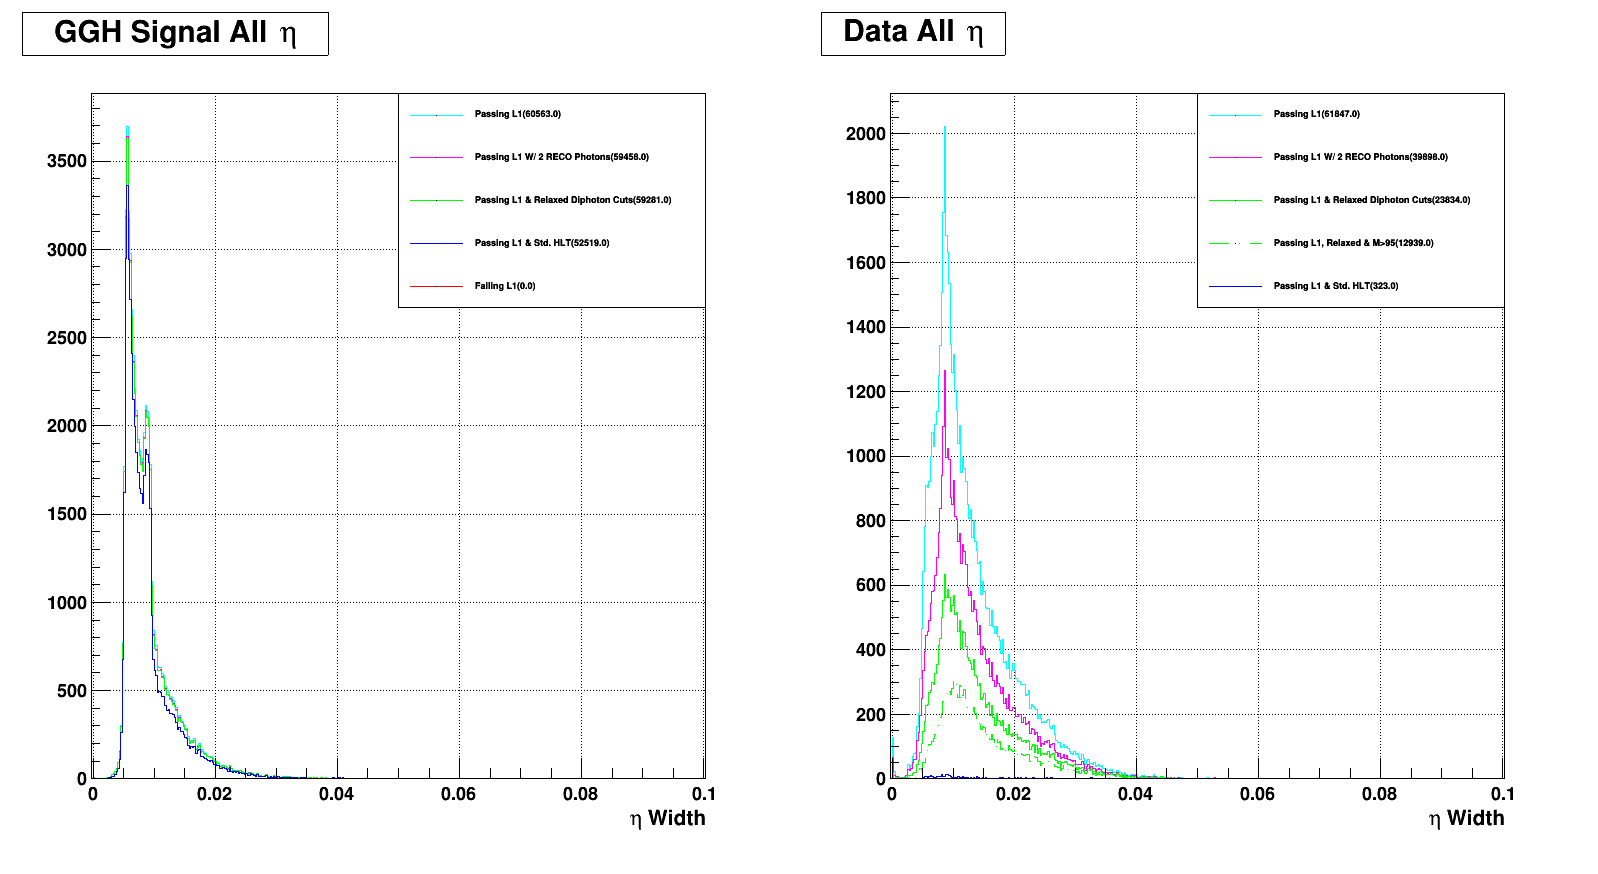 GGH Signal All η
Passing L1(60563.0)
Passing L1 W/ 2 RECO Photons(59458.0)
Passing L1 & Relaxed Diphoton Cuts(59281.0)
Passing L1 & Std. HLT(52519.0)
Failing L1(0.0)
3500
3000
2500
2000
1500
1000
500
0
0 0.02 0.04 0.06 0.08 0.1
η Width
Data All η
Passing L1(61847.0)
Passing L1 W/ 2 RECO Photons(39898.0)
Passing L1 & Relaxed Diphoton Cuts(23834.0)
Passing L1, Relaxed & M>95(12939.0)
Passing L1 & Std. HLT(323.0)
2000
1800
1600
1400
1200
1000
800
600
400
200
0
0 0.02 0.04 0.06 0.08 0.1
η Width